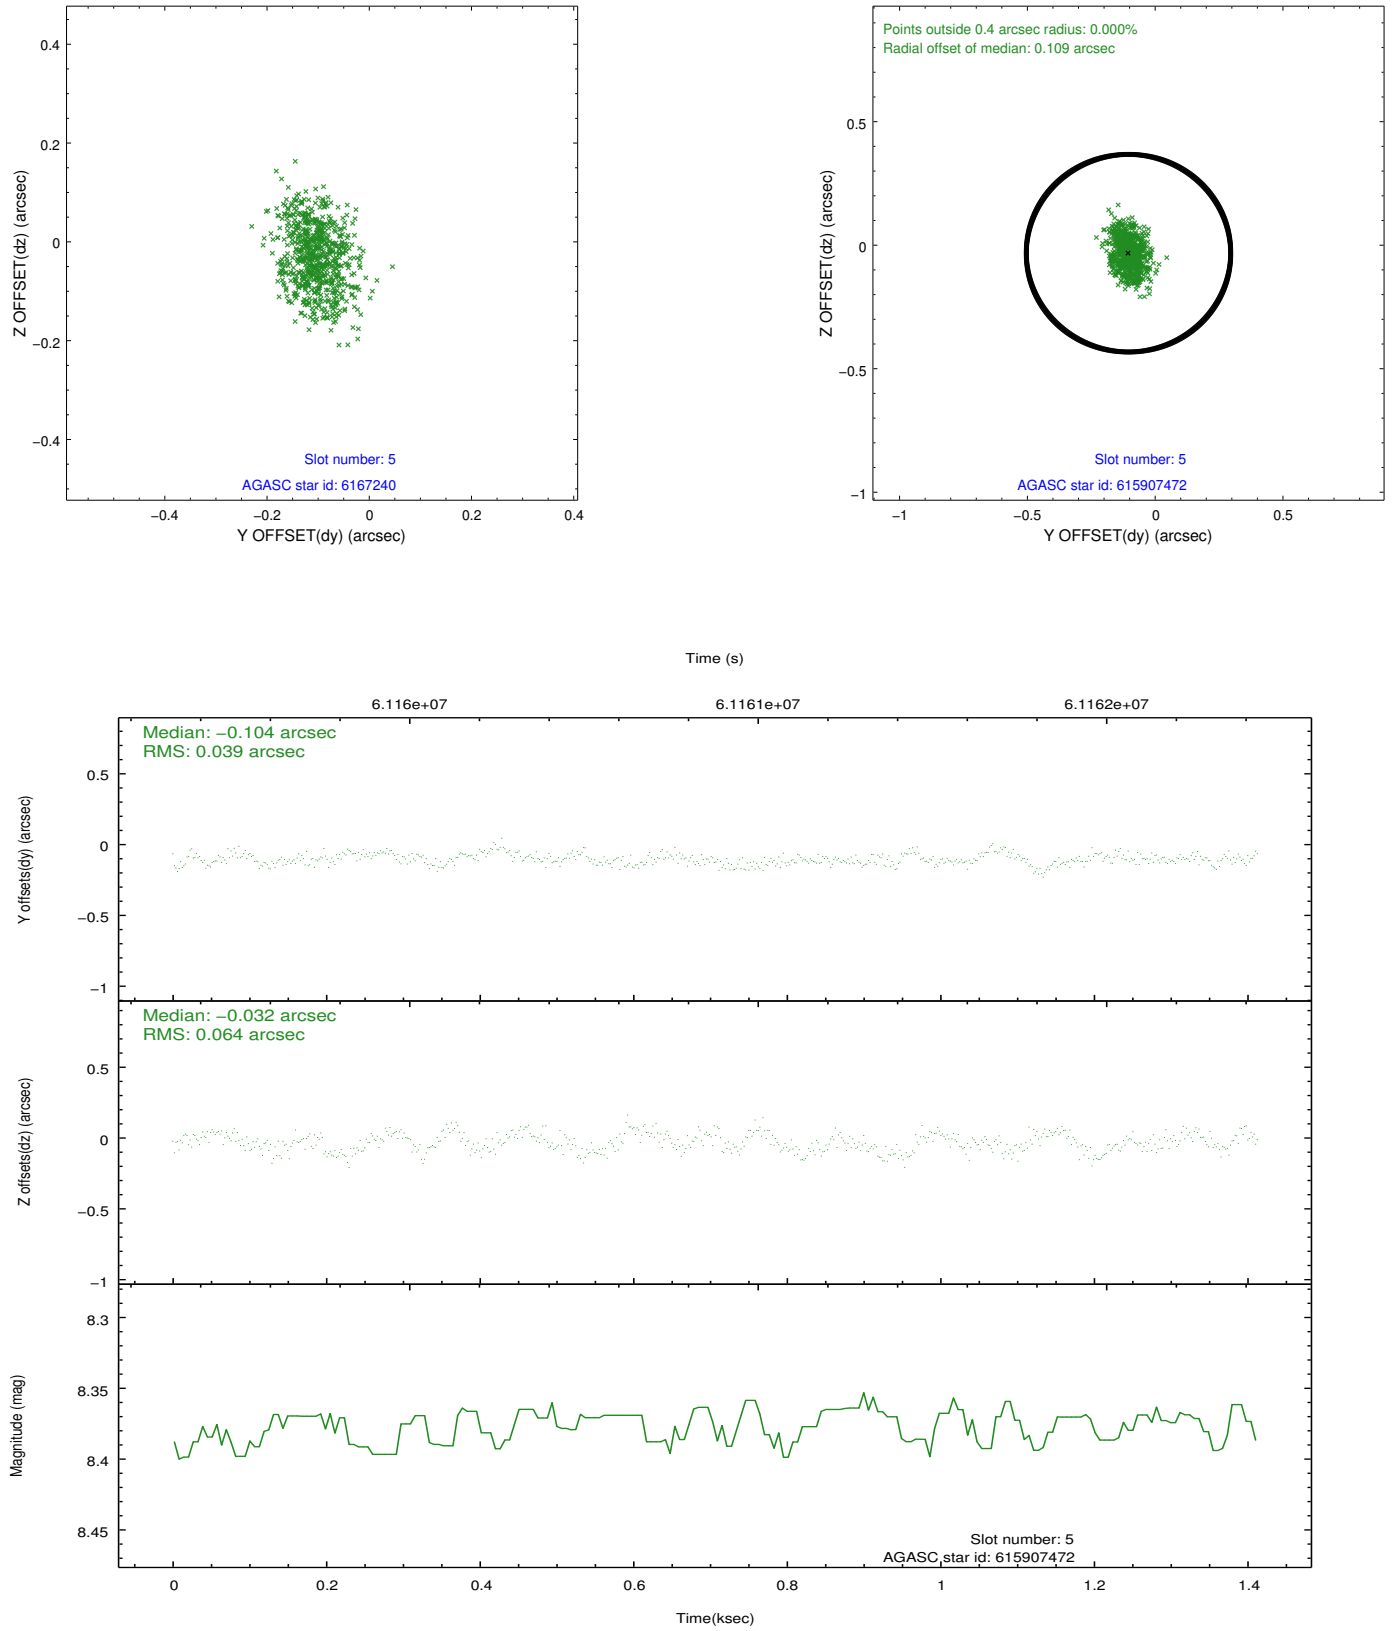 0.4
0.2
0
−0.2
−0.4
Z OFFSET(dz) (arcsec)
Slot number: 5
AGASC star id: 6167240
−0.4
−0.2
0
0.2
0.4
Y OFFSET(dy) (arcsec)
Points outside 0.4 arcsec radius: 0.000%
Radial offset of median: 0.109 arcsec
0.5
0
−0.5
−1
Z OFFSET(dz) (arcsec)
Slot number: 5
AGASC star id: 615907472
−1
−0.5
0
0.5
Y OFFSET(dy) (arcsec)
Time (s)
6.116e+07
6.1161e+07
6.1162e+07
Median: −0.104 arcsec
RMS: 0.039 arcsec
0.5
0
−0.5
−1
Y offsets(dy) (arcsec)
Median: −0.032 arcsec
RMS: 0.064 arcsec
0.5
0
−0.5
−1
Z offsets(dz) (arcsec)
8.3
8.35
8.4
8.45
Magnitude (mag)
Slot number: 5
AGASC star id: 615907472
0
0.2
0.4
0.6
0.8
1
1.2
1.4
Time(ksec)